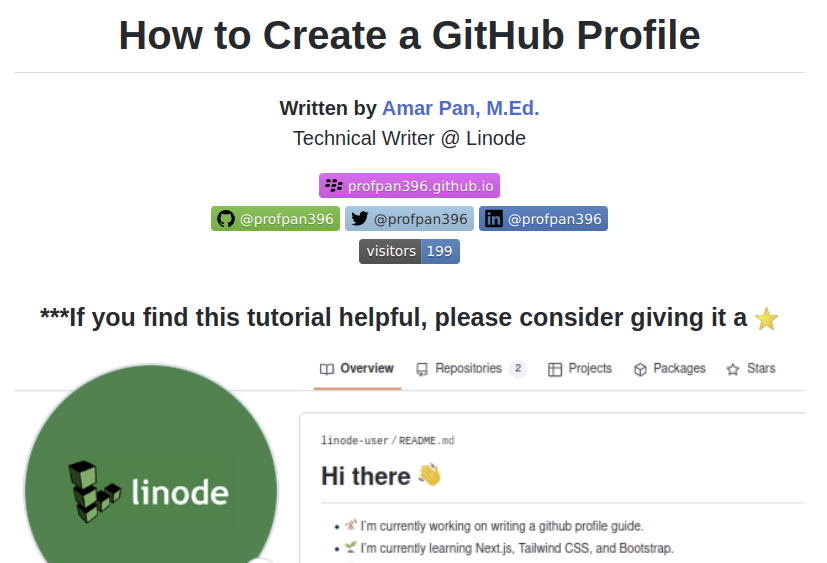 How to Create a GitHub Profile
Written by Amar Pan, M.Ed.
Technical Writer @ Linode
profpan396.github.io
@profpan396 @profpan396 @profpan396
visitors 199
***If you find this tutorial helpful, please consider giving it a ⭐
Overview Repositories 2 Projects Packages Stars
linode
linode-user / README.md
Hi there 👋
I'm currently working on writing a github profile guide.
🌱 I'm currently learning Next.js, Tailwind CSS, and Bootstrap.